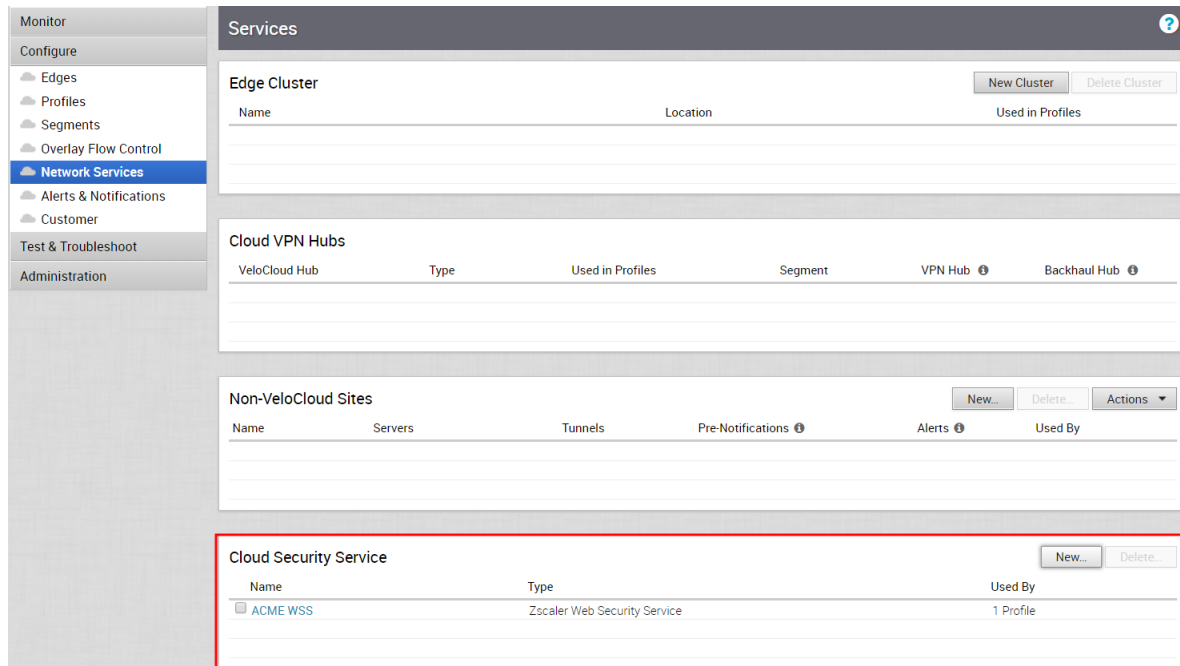 Monitor
Configure
Edges
Profiles
Segments
Overlay Flow Control
Network Services
Alerts & Notifications
Customer
Test & Troubleshoot
Administration
Services ?
Edge Cluster New Cluster Delete Cluster
Name Location Used in Profiles
Cloud VPN Hubs
VeloCloud Hub Type Used in Profiles Segment VPN Hub Backhaul Hub
Non-VeloCloud Sites New... Delete... Actions
Name Servers Tunnels Pre-Notifications Alerts Used By
Cloud Security Service New... Delete...
Name Type Used By
ACME WSS Zscaler Web Security Service 1 Profile